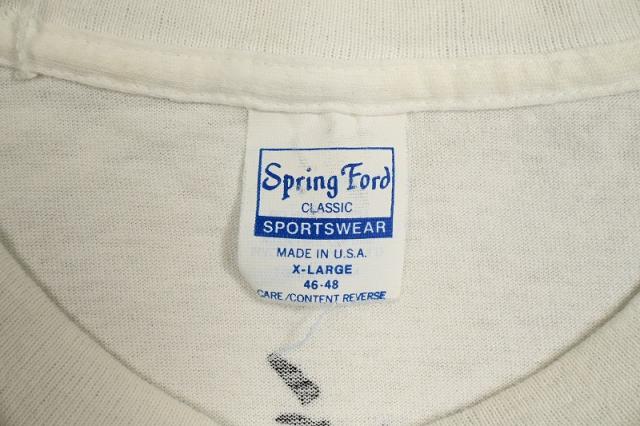 Spring Ford
CLASSIC
SPORTSWEAR
MADE IN U.S.A.
X-LARGE
46-48
CARE/CONTENT REVERSE